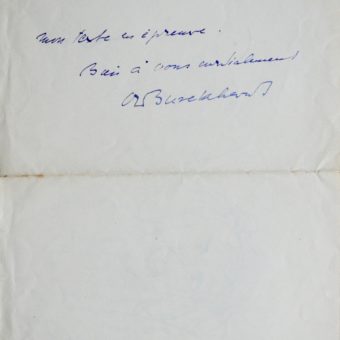 mon texte en épreuve.
Bien à vous cordialement
Burckhardt